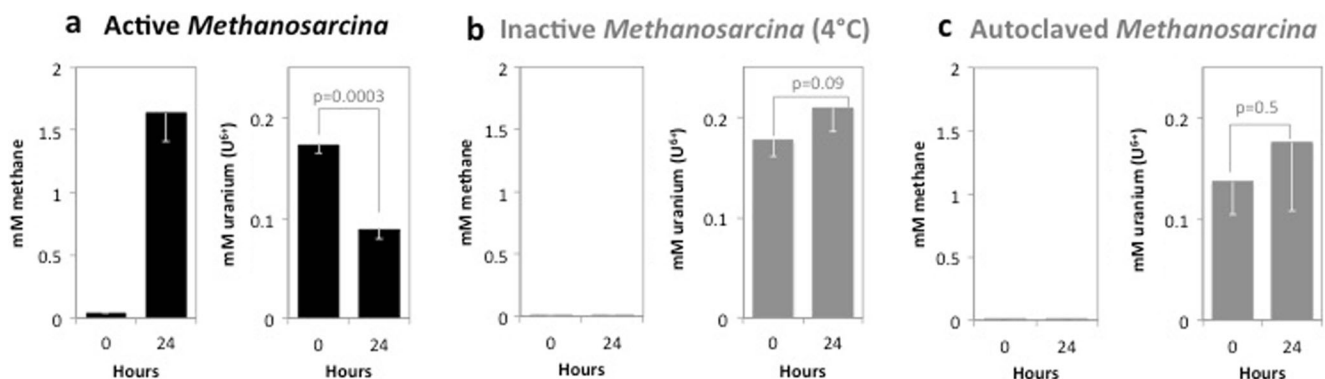 a Active Methanosarcina
2
1.5
1
0.5
0
mM methane
0 24
Hours
0.2
0.1
0
mM uranium (U⁶⁺)
p=0.0003
0 24
Hours
b Inactive Methanosarcina (4°C)
2
1.5
1
0.5
0
mM methane
0 24
Hours
0.2
0.1
0
mM uranium (U⁶⁺)
p=0.09
0 24
Hours
c Autoclaved Methanosarcina
2
1.5
1
0.5
0
mM methane
0 24
Hours
0.2
0.1
0
mM uranium (U⁶⁺)
p=0.5
0 24
Hours